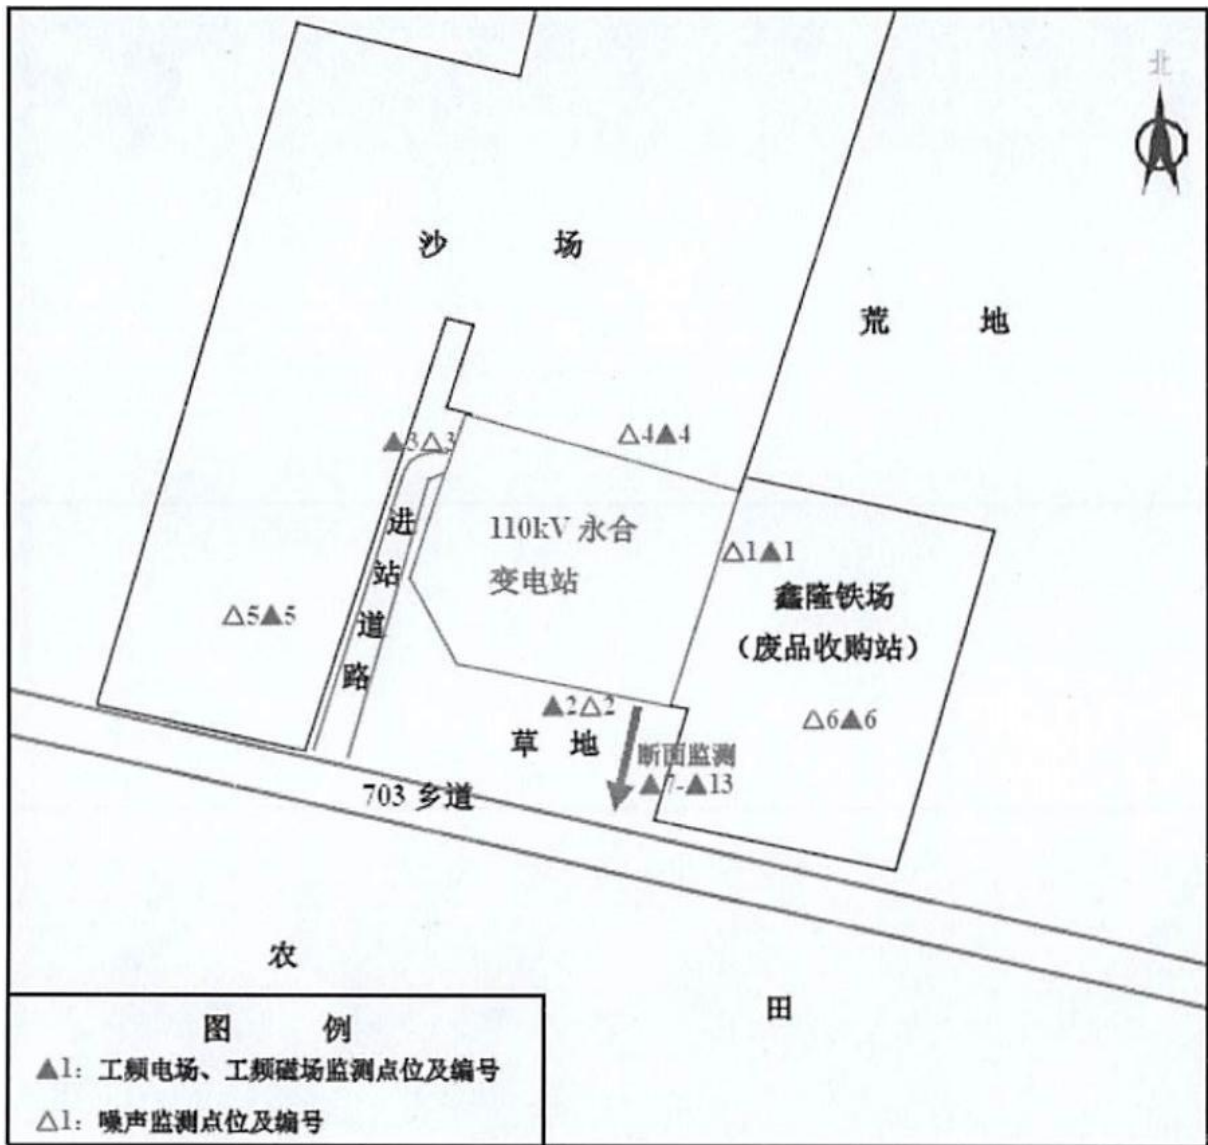 北
沙 场
荒 地
△4▲4
▲3△3
进站道路
110kV 永合
变电站
△1▲1
鑫隆铁场
（废品收购站）
△5▲5
▲2△2
△6▲6
草 地
断面监测
▲7-▲13
703 乡道
农 田
图 例
▲1：工频电场、工频磁场监测点位及编号
△1：噪声监测点位及编号